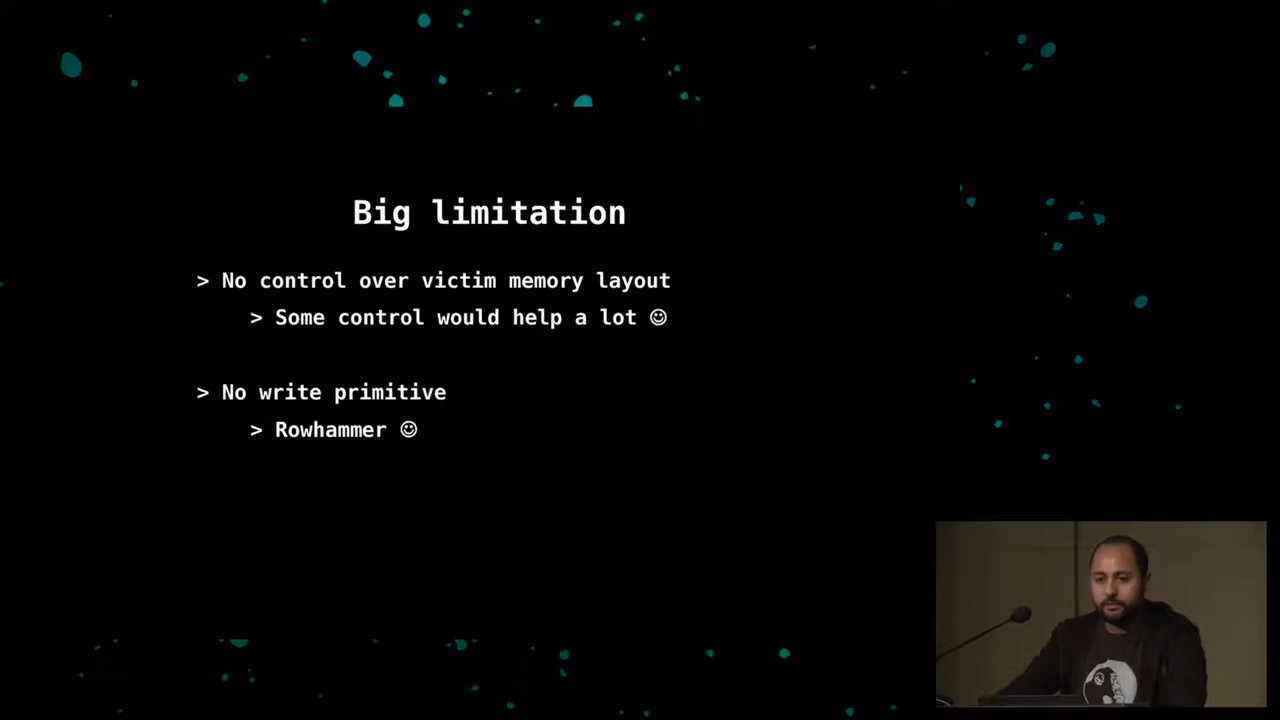 Big limitation
> No control over victim memory layout
> Some control would help a lot ☺
> No write primitive
> Rowhammer ☺